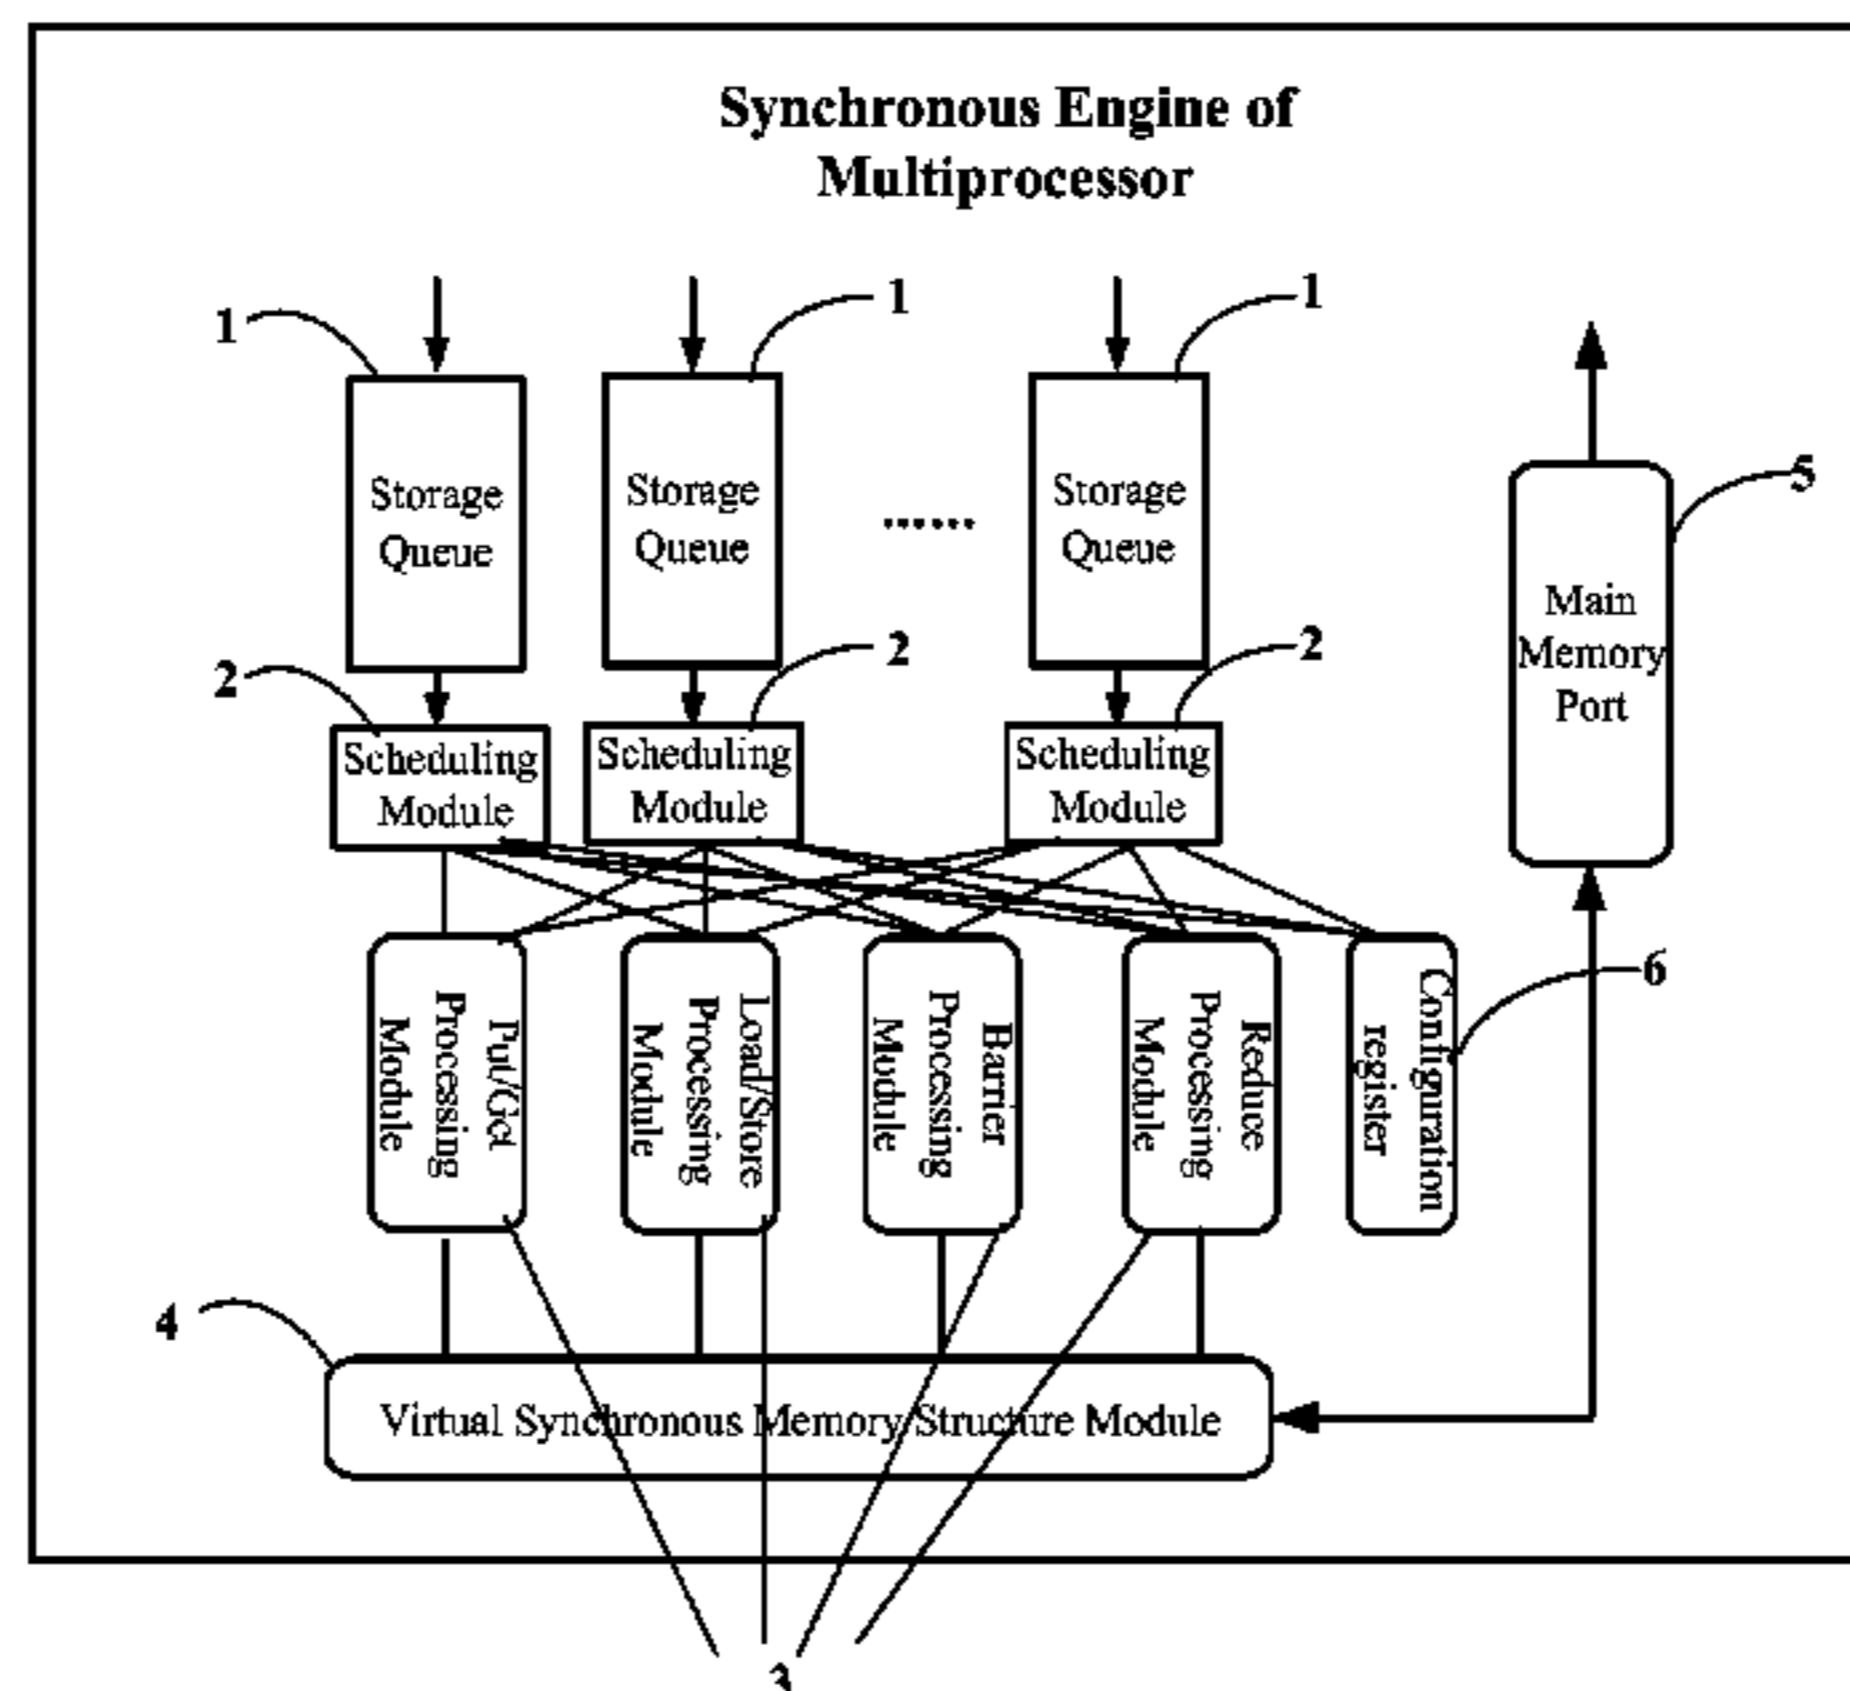 Synchronous Engine of
Multiprocessor
1
1
1
Storage
Queue
Storage
Queue
......
Storage
Queue
5
Main
Memory
Port
2
2
2
Scheduling
Module
Scheduling
Module
Scheduling
Module
Put/Get
Processing
Module
Load/Store
Processing
Module
Barrier
Processing
Module
Reduce
Processing
Module
Configuration
register
6
4
Virtual Synchronous Memory Structure Module
3